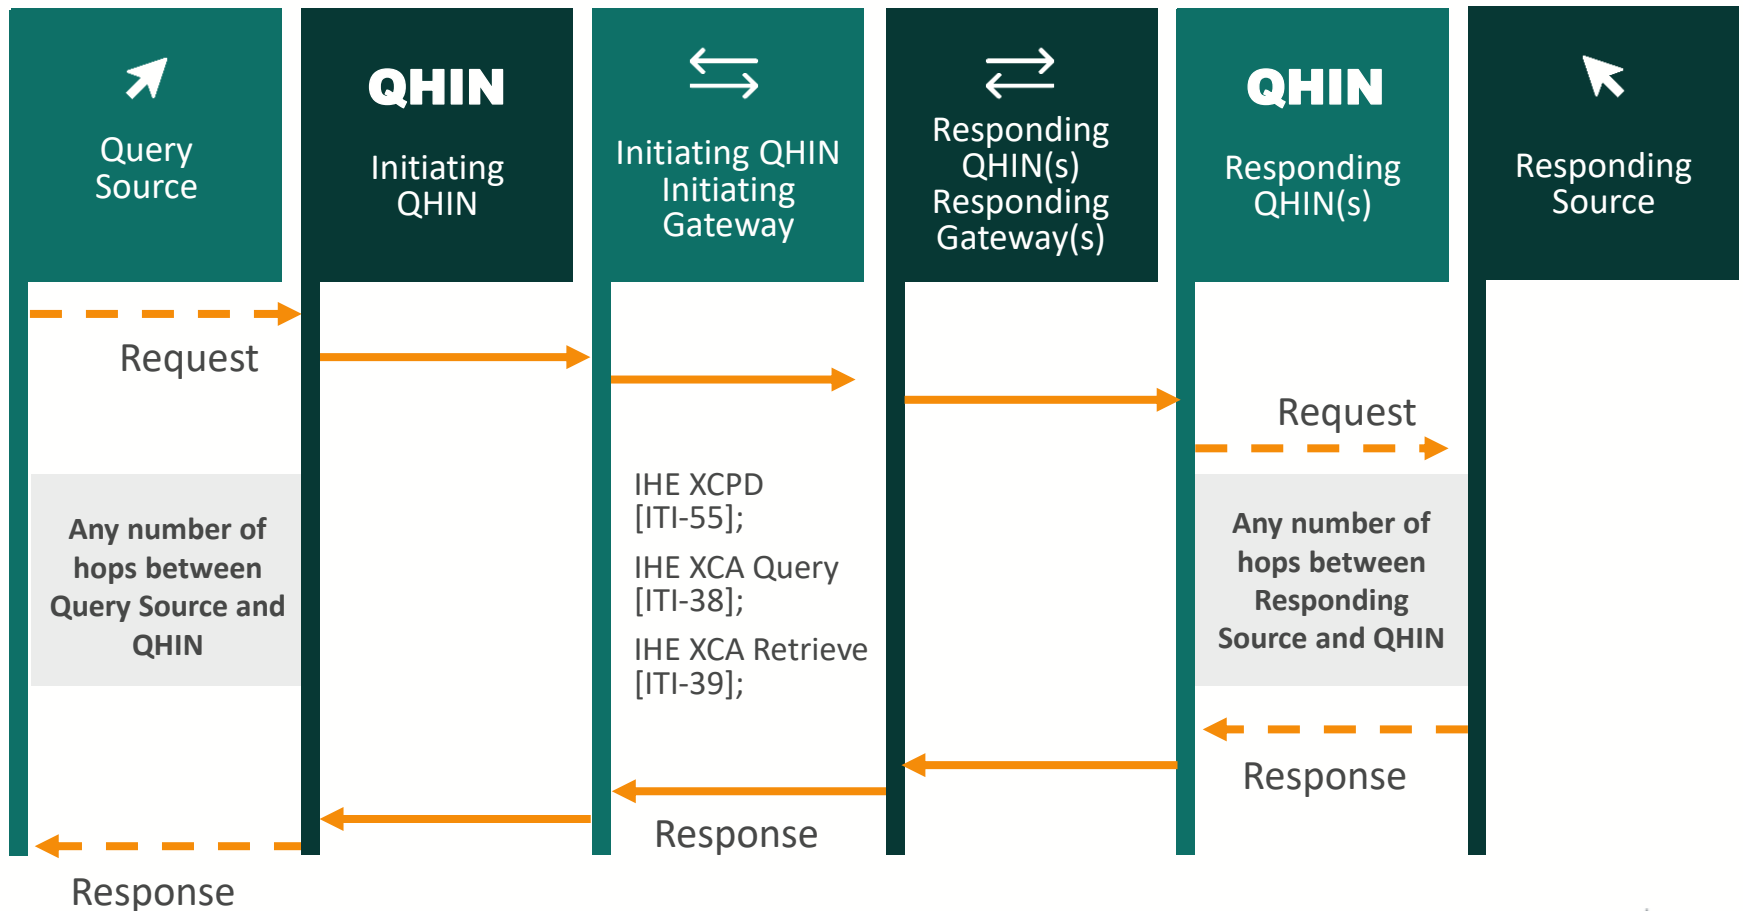 Query
Source
QHIN
Initiating
QHIN
Initiating QHIN
Initiating
Gateway
Responding
QHIN(s)
Responding
Gateway(s)
QHIN
Responding
QHIN(s)
Responding
Source
Request
Request
Any number of
hops between
Query Source and
QHIN
IHE XCPD
[ITI-55];
IHE XCA Query
[ITI-38];
IHE XCA Retrieve
[ITI-39];
Any number of
hops between
Responding
Source and QHIN
Response
Response
Response